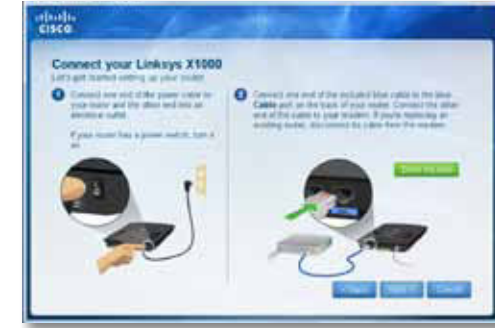 CISCO
Connect your Linksys X1000
Let's get started setting up your router.
1
Connect one end of the power cable to
your router and the other end into an
electrical outlet.
If your router has a power switch, turn it
on.
2
Connect one end of the included blue cable to the blue
Cable port on the back of your router. Connect the other
end of the cable to your modem. If you're replacing an
existing router, disconnect its cable from the modem.
Cancel